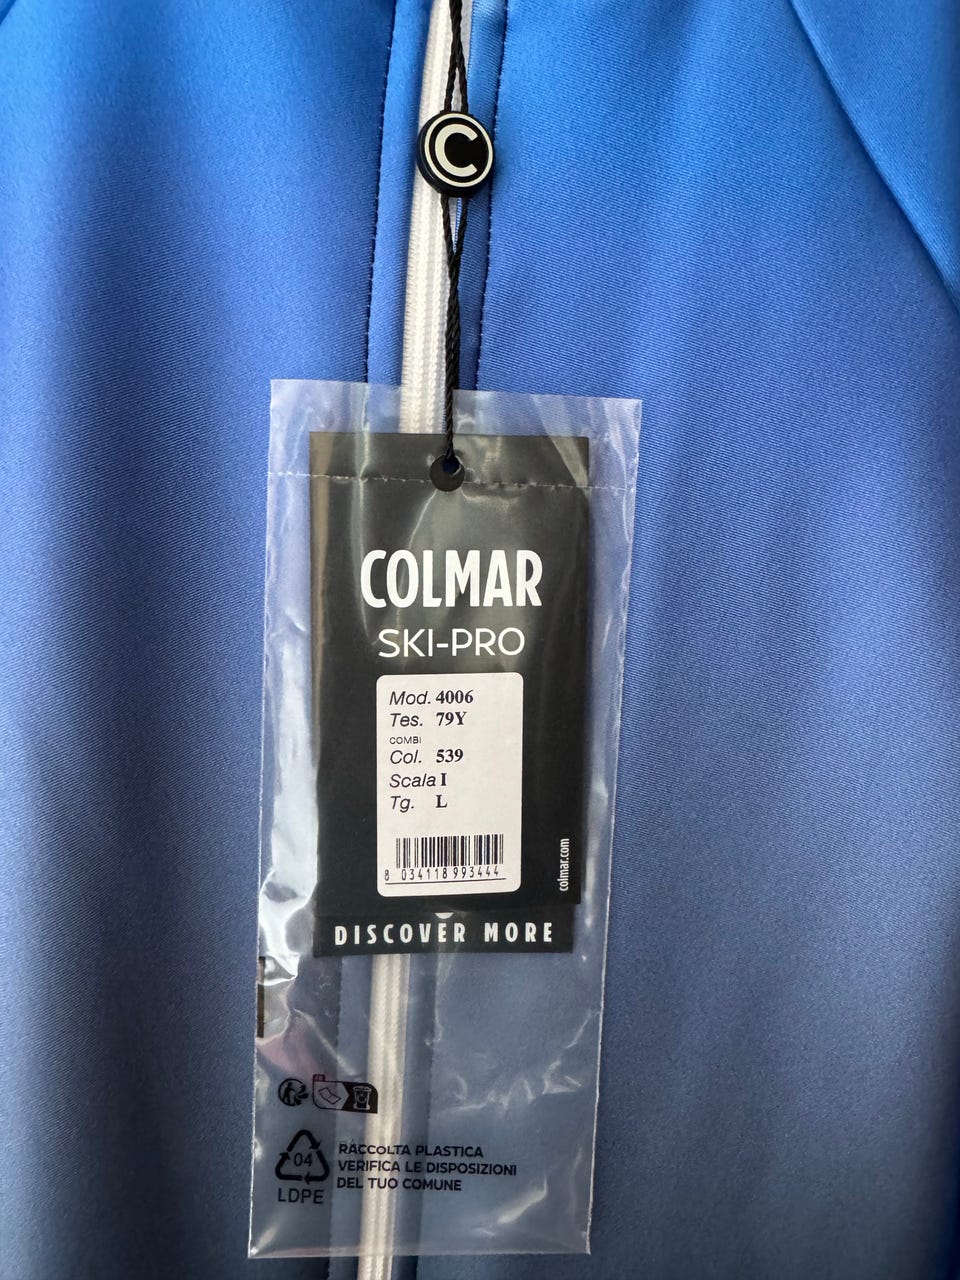 C
COLMAR
SKI-PRO
Mod. 4006
Tes. 79Y
COMBI
Col. 539
Scala I
Tg. L
8 034118 993444
colmar.com
DISCOVER MORE
FR
04
LDPE
RACCOLTA PLASTICA
VERIFICA LE DISPOSIZIONI
DEL TUO COMUNE